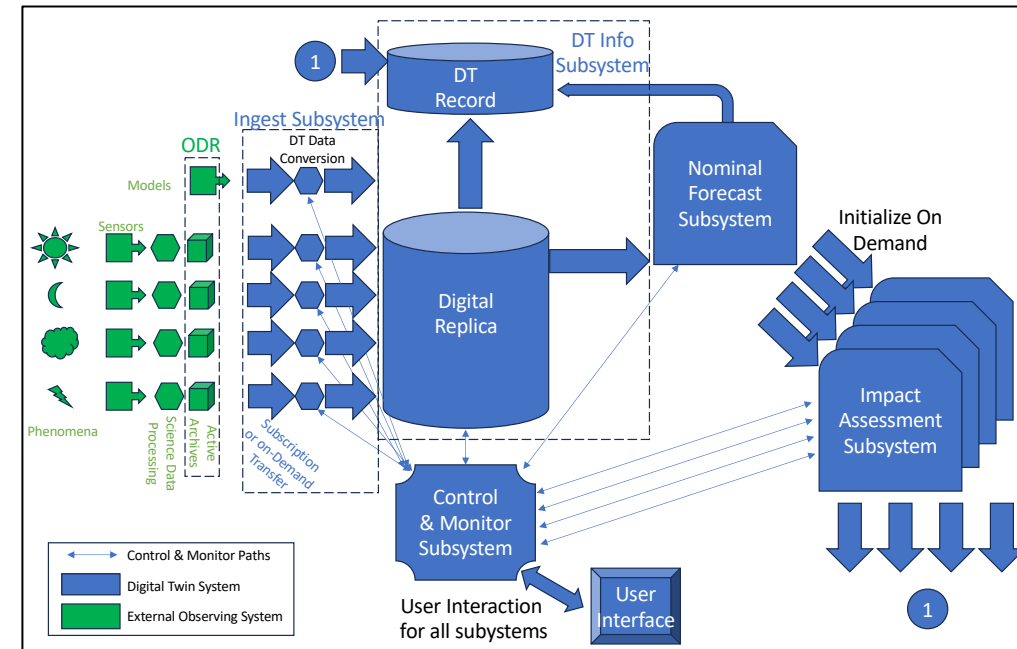 1
DT Info
Subsystem
DT
Record
Ingest Subsystem
DT Data
Conversion
ODR
Models
Sensors
Nominal
Forecast
Subsystem
Initialize On
Demand
Digital
Replica
Impact
Assessment
Subsystem
Phenomena
Science Data
Processing
Active
Archives
Subscription
or on-Demand
Transfer
Control
& Monitor
Subsystem
Control & Monitor Paths
Digital Twin System
External Observing System
User Interaction
for all subystems
User
Interface
1